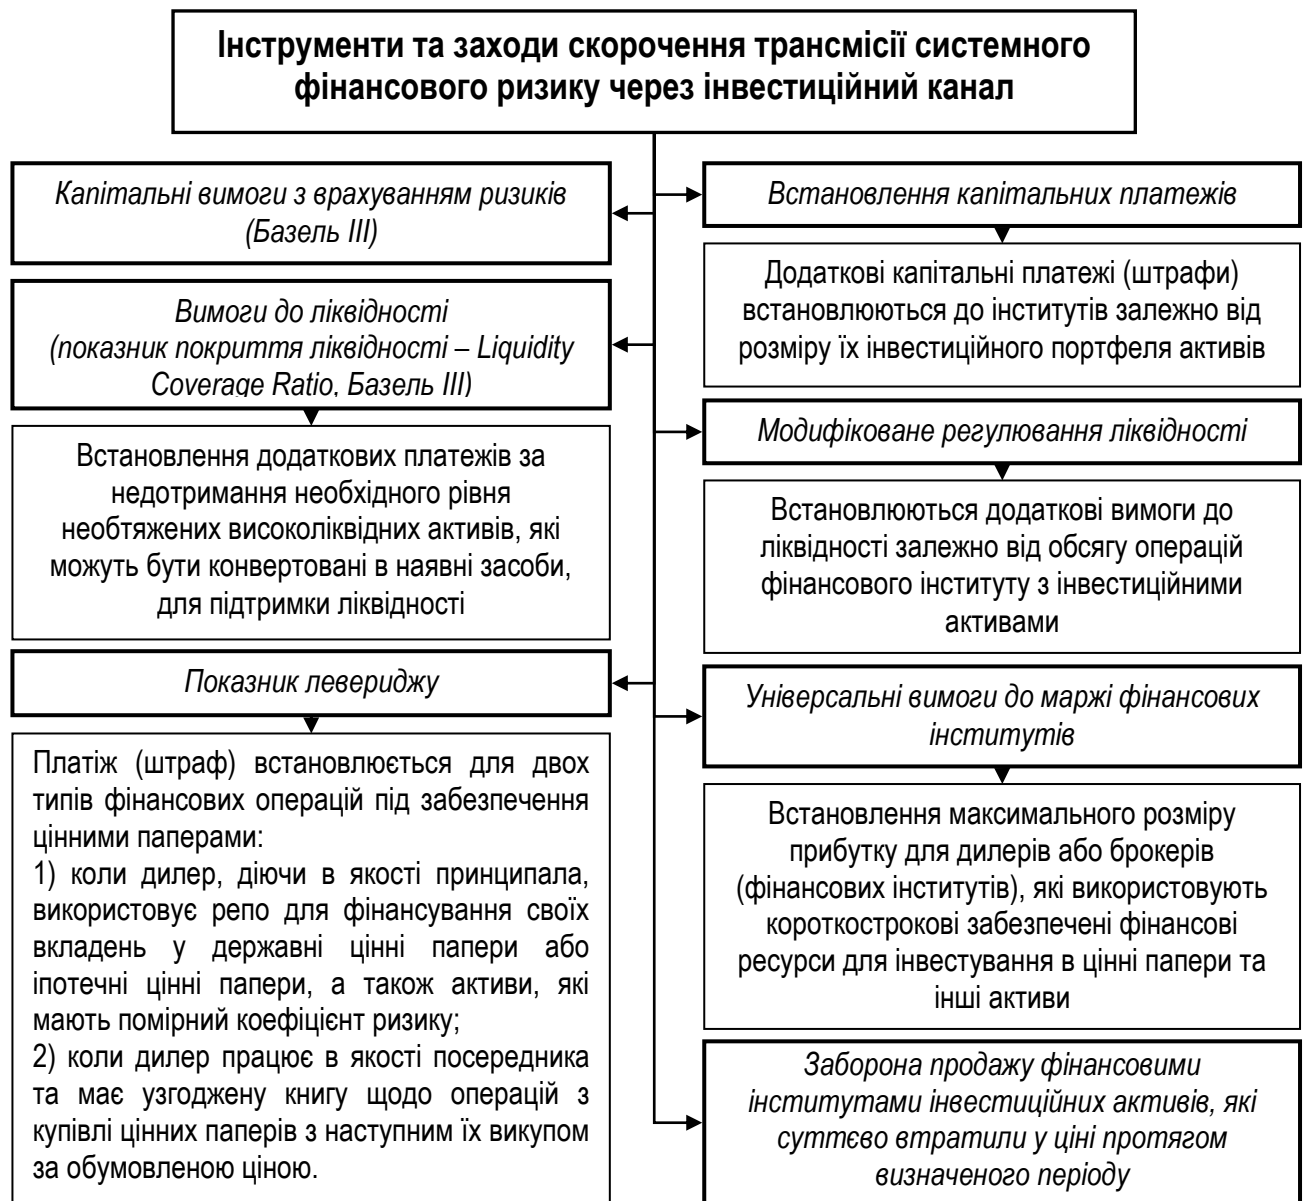 Інструменти та заходи скорочення трансмісії системного
фінансового ризику через інвестиційний канал
Капітальні вимоги з врахуванням ризиків
(Базель III)
Вимоги до ліквідності
(показник покриття ліквідності – Liquidity
Coverage Ratio, Базель III)
Встановлення додаткових платежів за
недотримання необхідного рівня
необтяжених високоліквідних активів, які
можуть бути конвертовані в наявні засоби,
для підтримки ліквідності
Показник левериджу
Платіж (штраф) встановлюється для двох
типів фінансових операцій під забезпечення
цінними паперами:
1) коли дилер, діючи в якості принципала,
використовує репо для фінансування своїх
вкладень у державні цінні папери або
іпотечні цінні папери, а також активи, які
мають помірний коефіцієнт ризику;
2) коли дилер працює в якості посередника
та має узгоджену книгу щодо операцій з
купівлі цінних паперів з наступним їх викупом
за обумовленою ціною.
Встановлення капітальних платежів
Додаткові капітальні платежі (штрафи)
встановлюються до інститутів залежно від
розміру їх інвестиційного портфеля активів
Модифіковане регулювання ліквідності
Встановлюються додаткові вимоги до
ліквідності залежно від обсягу операцій
фінансового інституту з інвестиційними
активами
Універсальні вимоги до маржі фінансових
інститутів
Встановлення максимального розміру
прибутку для дилерів або брокерів
(фінансових інститутів), які використовують
короткострокові забезпечені фінансові
ресурси для інвестування в цінні папери та
інші активи
Заборона продажу фінансовими
інститутами інвестиційних активів, які
суттєво втратили у ціні протягом
визначеного періоду